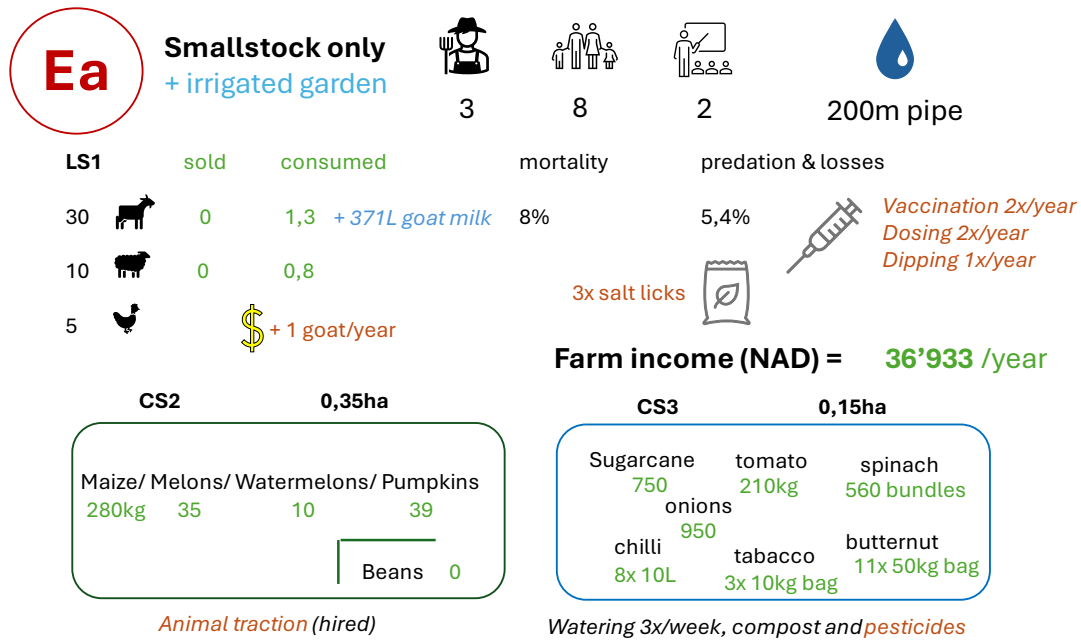 Ea
Smallstock only
+ irrigated garden
3
8
2
200m pipe
LS1 sold consumed mortality predation & losses
30 0 1,3 + 371L goat milk 8% 5,4%
Vaccination 2x/year
Dosing 2x/year
Dipping 1x/year
10 0 0,8
3x salt licks
5
$ + 1 goat/year
Farm income (NAD) = 36’933 /year
CS2 0,35ha
Maize/ Melons/ Watermelons/ Pumpkins
280kg 35 10 39
Beans 0
Animal traction (hired)
CS3 0,15ha
Sugarcane tomato spinach
750 210kg 560 bundles
onions
950
chilli tabacco butternut
8x 10L 3x 10kg bag 11x 50kg bag
Watering 3x/week, compost and pesticides